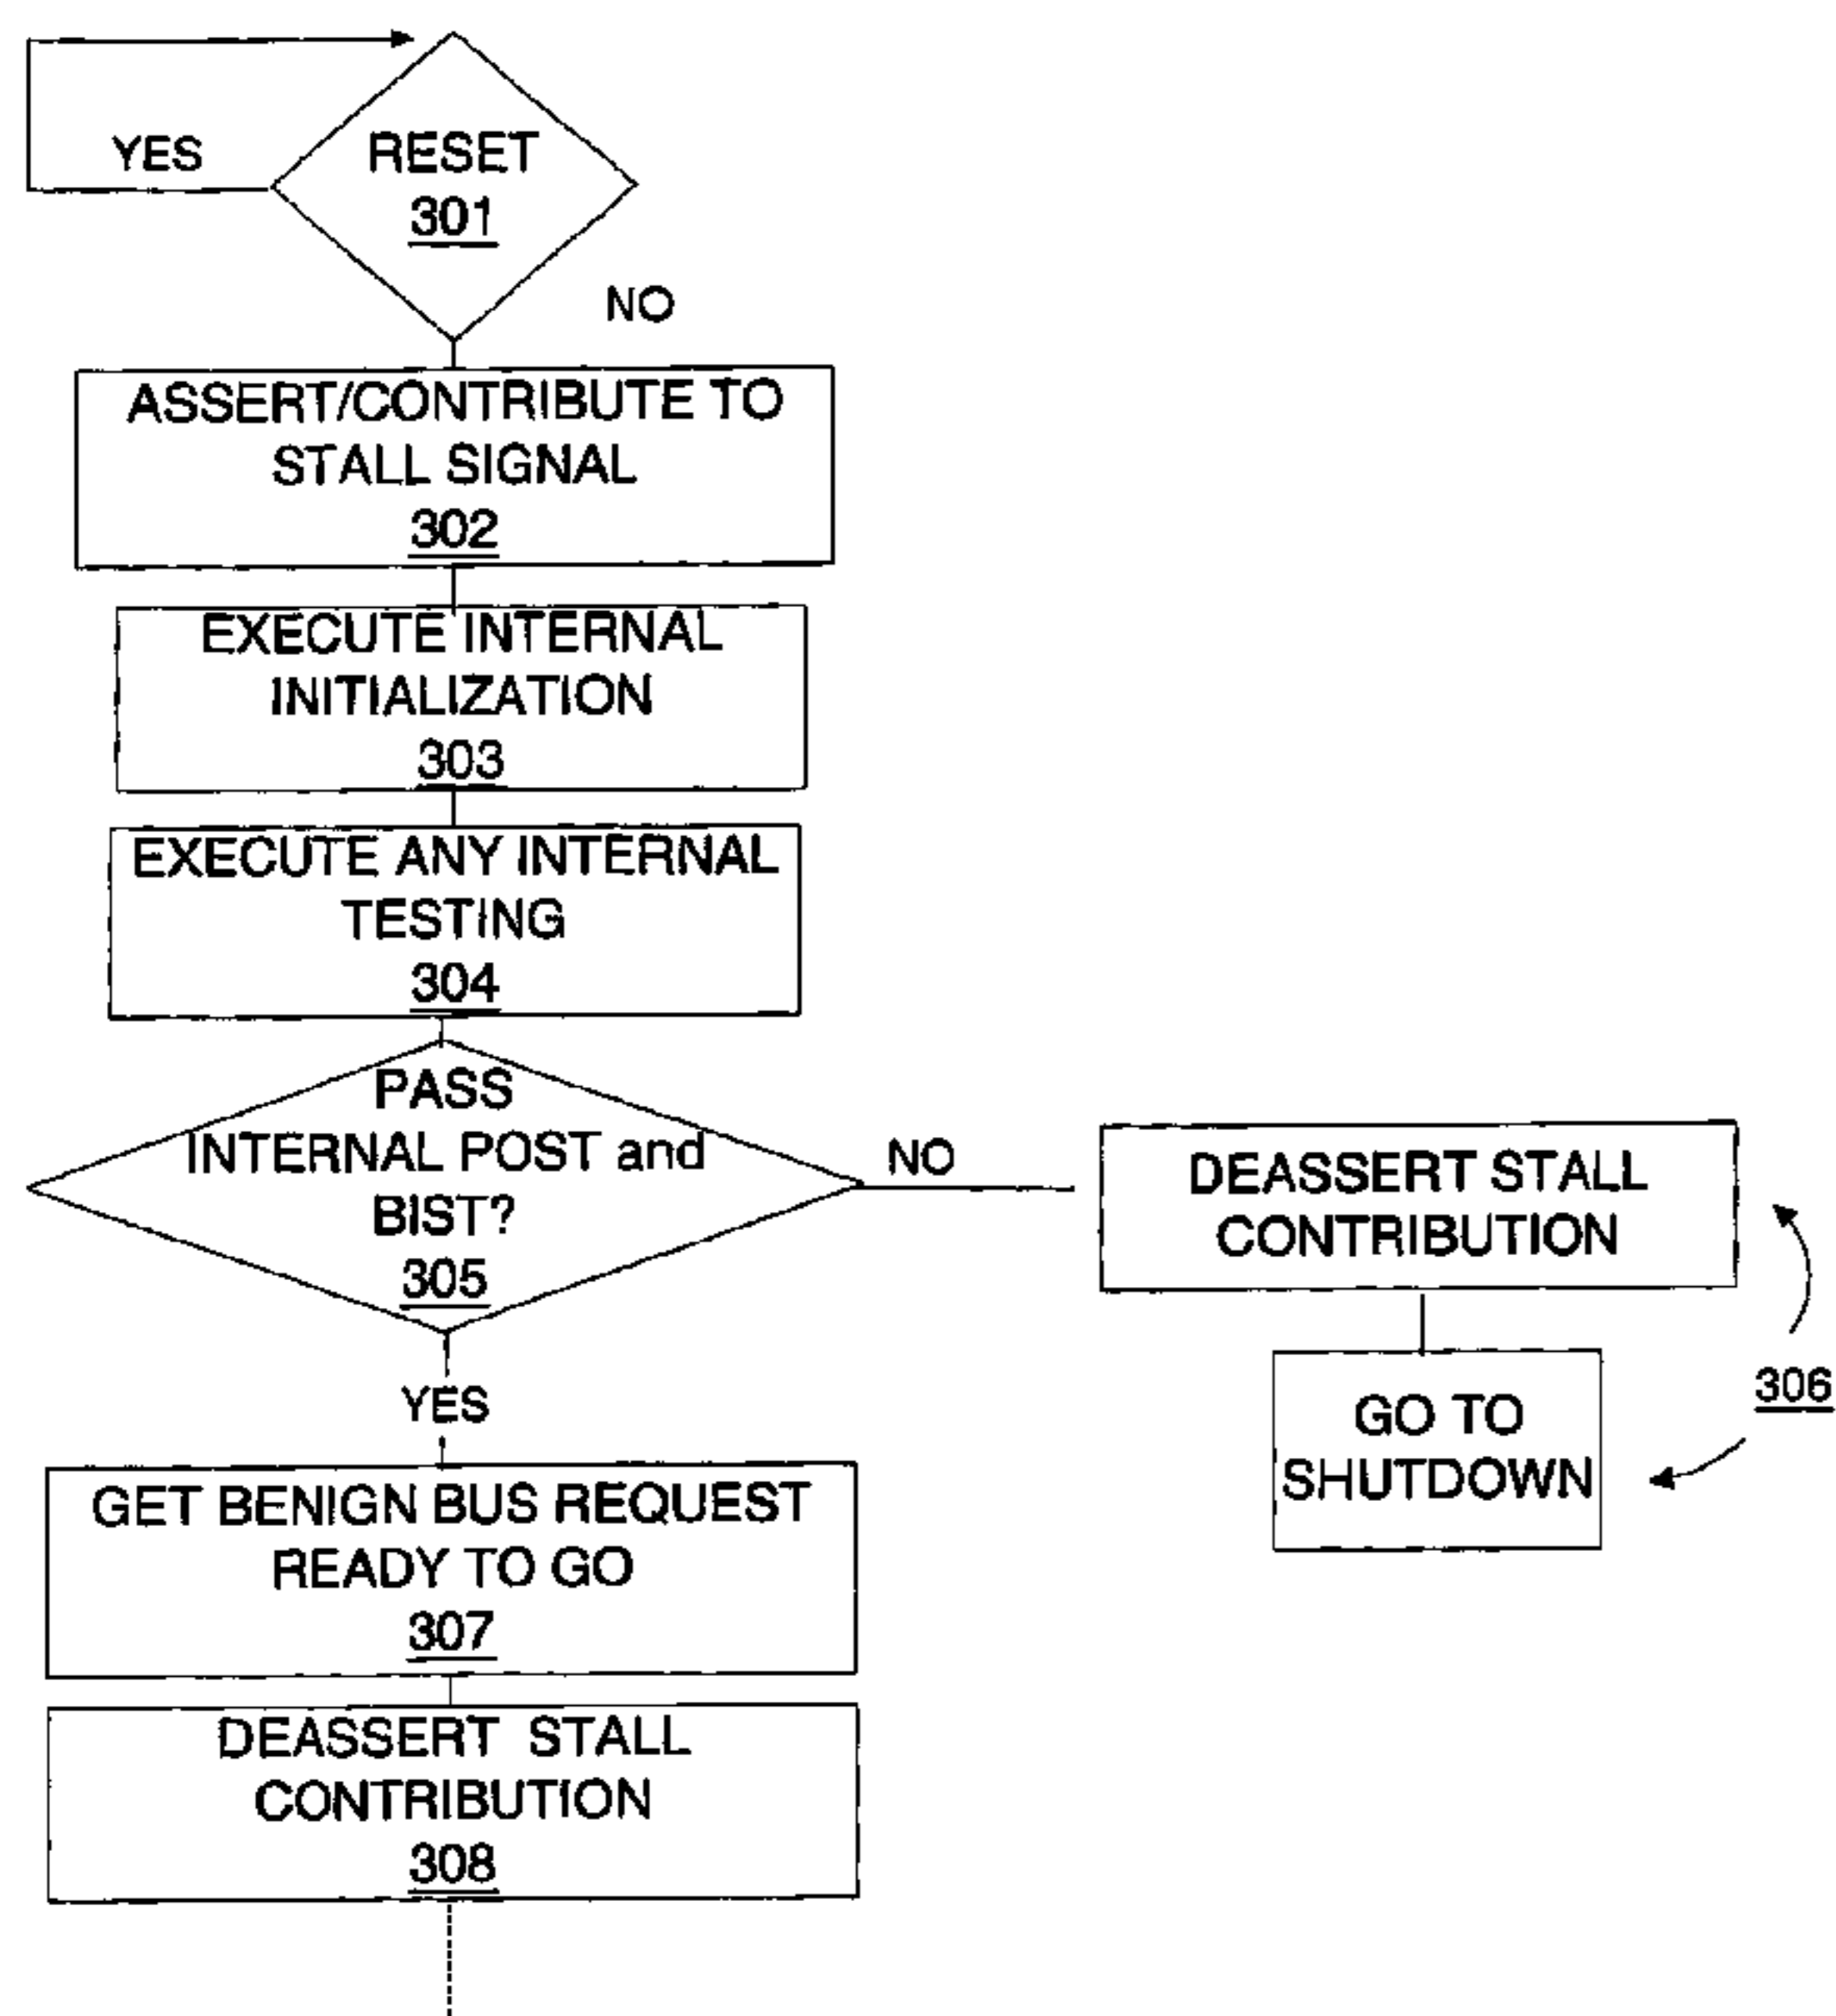 YES
RESET
301
NO
ASSERT/CONTRIBUTE TO
STALL SIGNAL
302
EXECUTE INTERNAL
INITIALIZATION
303
EXECUTE ANY INTERNAL
TESTING
304
PASS
INTERNAL POST and
BIST?
305
NO
DEASSERT STALL
CONTRIBUTION
306
GO TO
SHUTDOWN
YES
GET BENIGN BUS REQUEST
READY TO GO
307
DEASSERT STALL
CONTRIBUTION
308